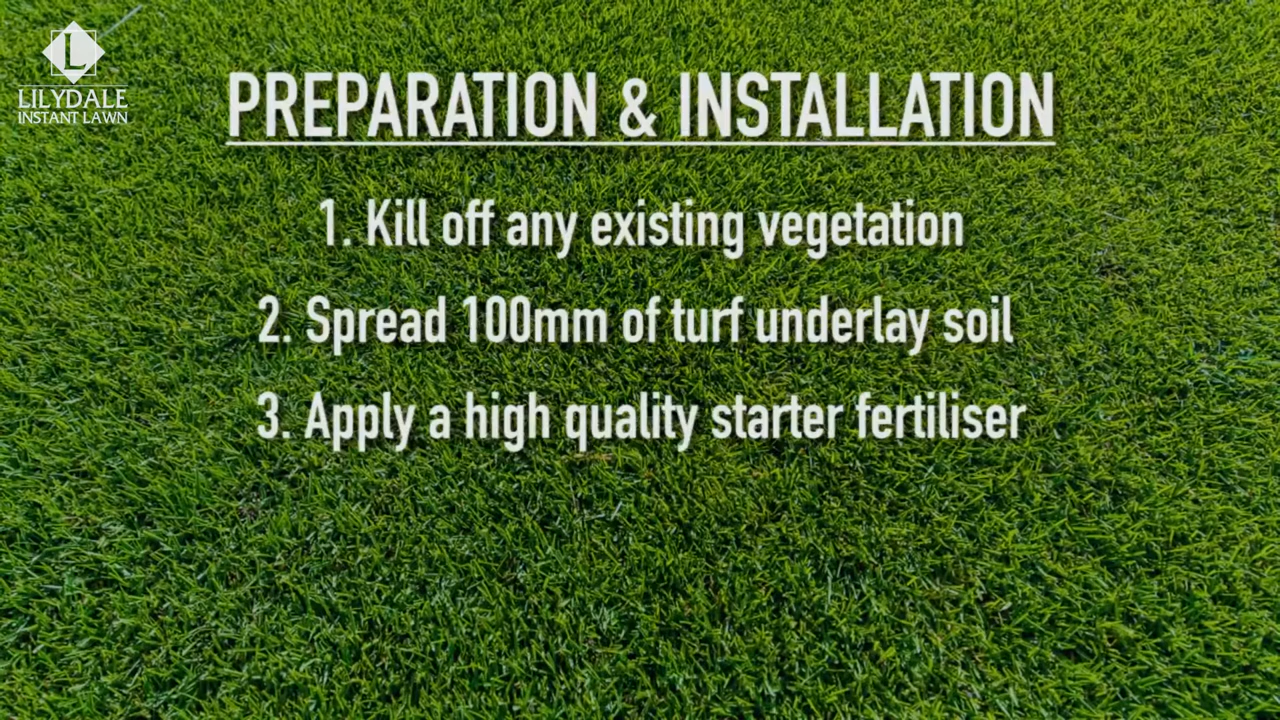 L
LILYDALE
INSTANT LAWN
PREPARATION & INSTALLATION
1. Kill off any existing vegetation
2. Spread 100mm of turf underlay soil
3. Apply a high quality starter fertiliser